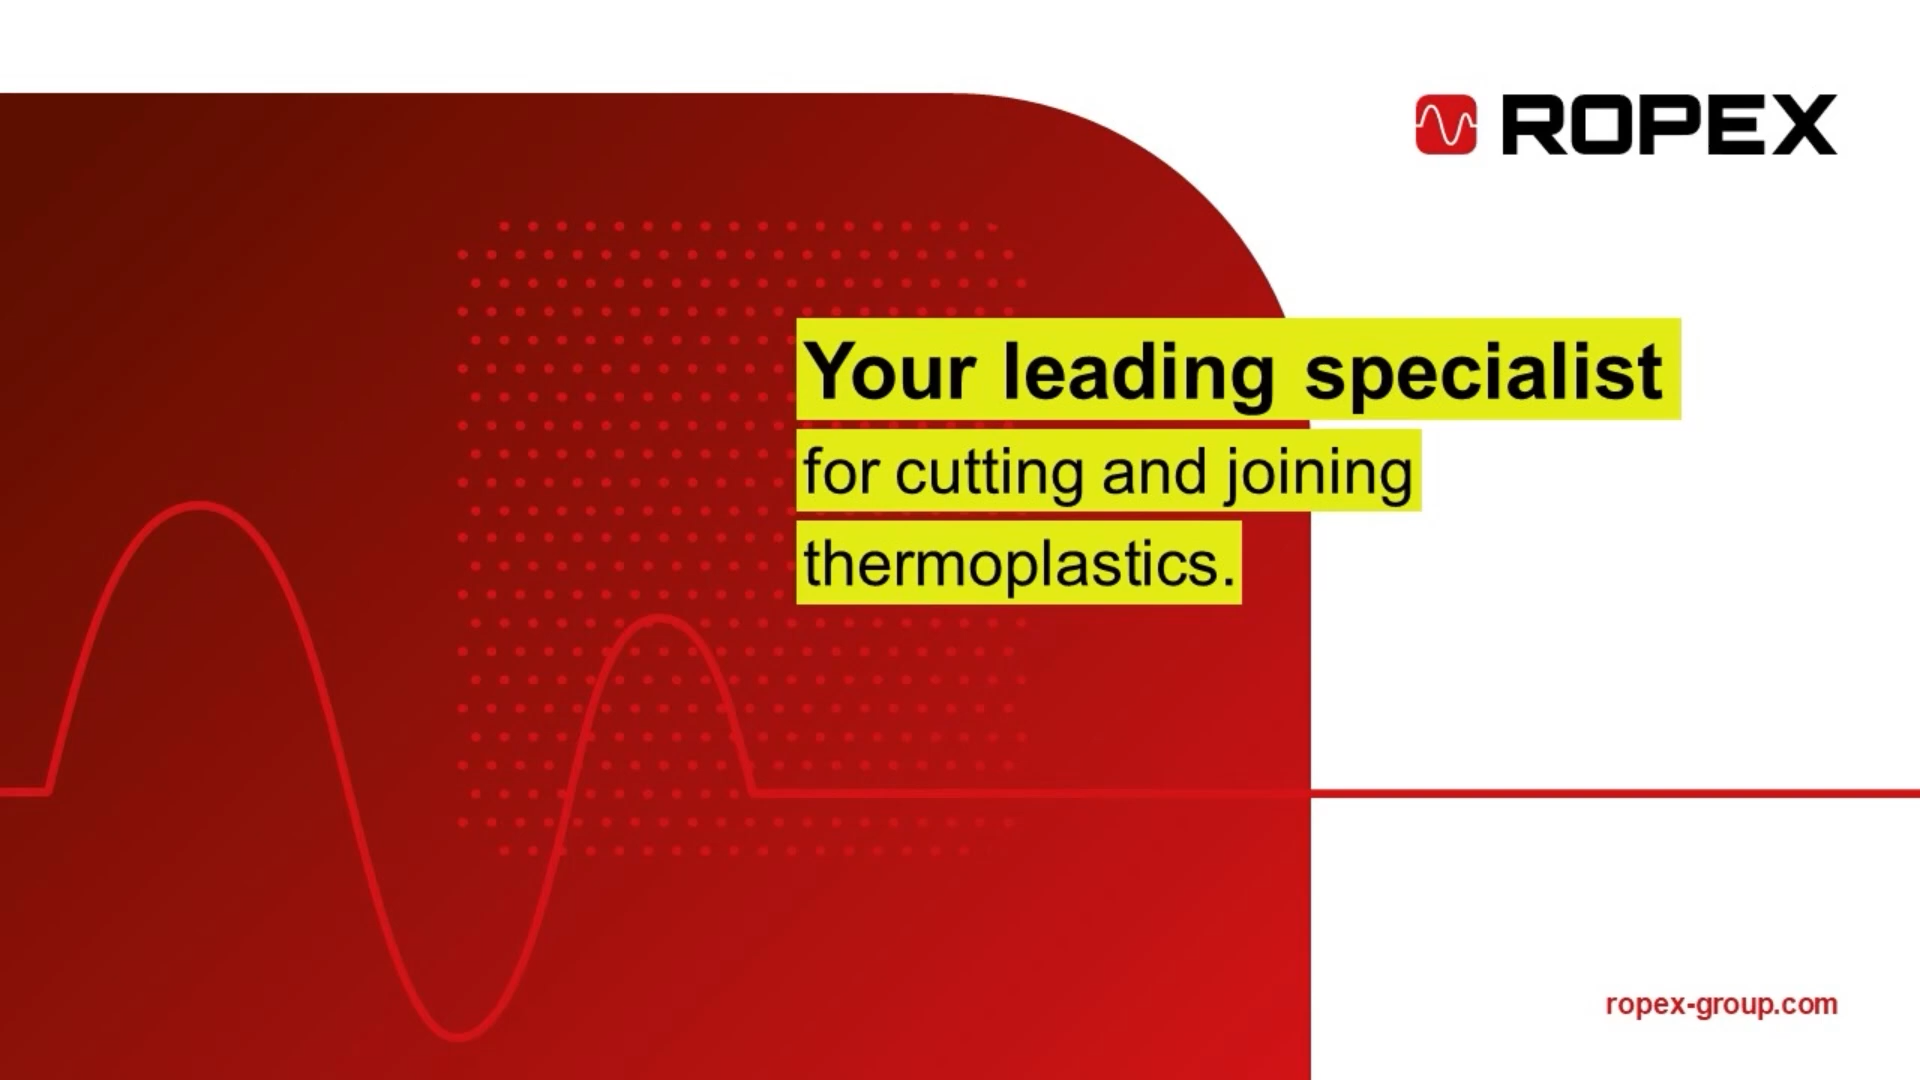 ROPEX
Your leading specialist
for cutting and joining
thermoplastics.
ropex-group.com